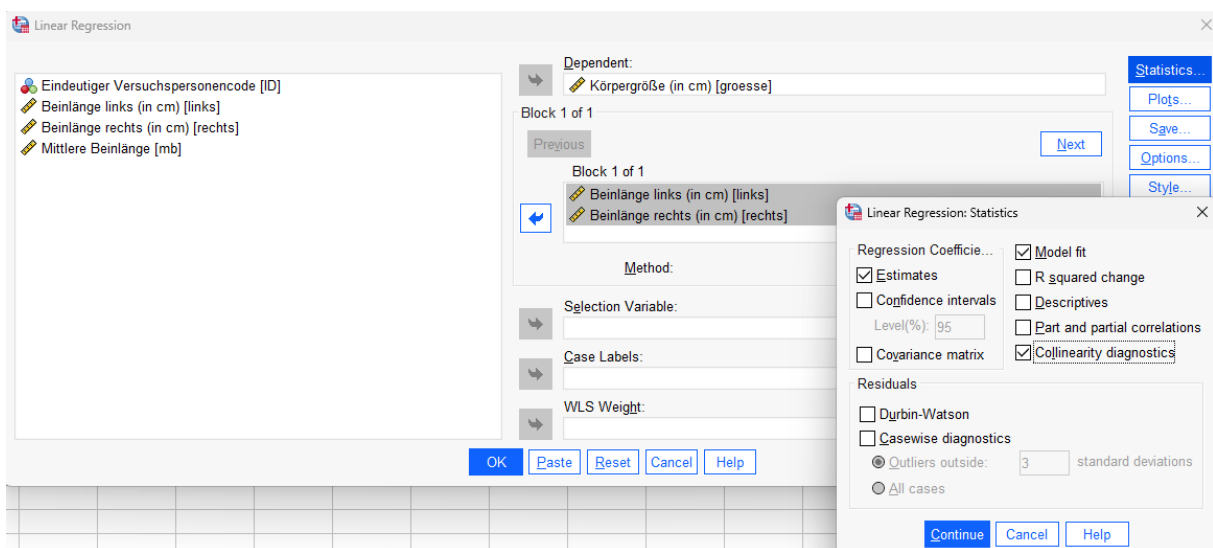 Linear Regression
Eindeutiger Versuchspersonencode [ID]
Beinlänge links (in cm) [links]
Beinlänge rechts (in cm) [rechts]
Mittlere Beinlänge [mb]
Dependent:
Körpergröße (in cm) [groesse]
Block 1 of 1
Previous
Next
Block 1 of 1
Beinlänge links (in cm) [links]
Beinlänge rechts (in cm) [rechts]
Method:
Selection Variable:
Case Labels:
WLS Weight:
Statistics...
Plots...
Save...
Options...
Style...
OK
Paste
Reset
Cancel
Help
Linear Regression: Statistics
Regression Coefficie...
Estimates
Confidence intervals
Level(%): 95
Covariance matrix
Model fit
R squared change
Descriptives
Part and partial correlations
Collinearity diagnostics
Residuals
Durbin-Watson
Casewise diagnostics
Outliers outside: 3 standard deviations
All cases
Continue
Cancel
Help